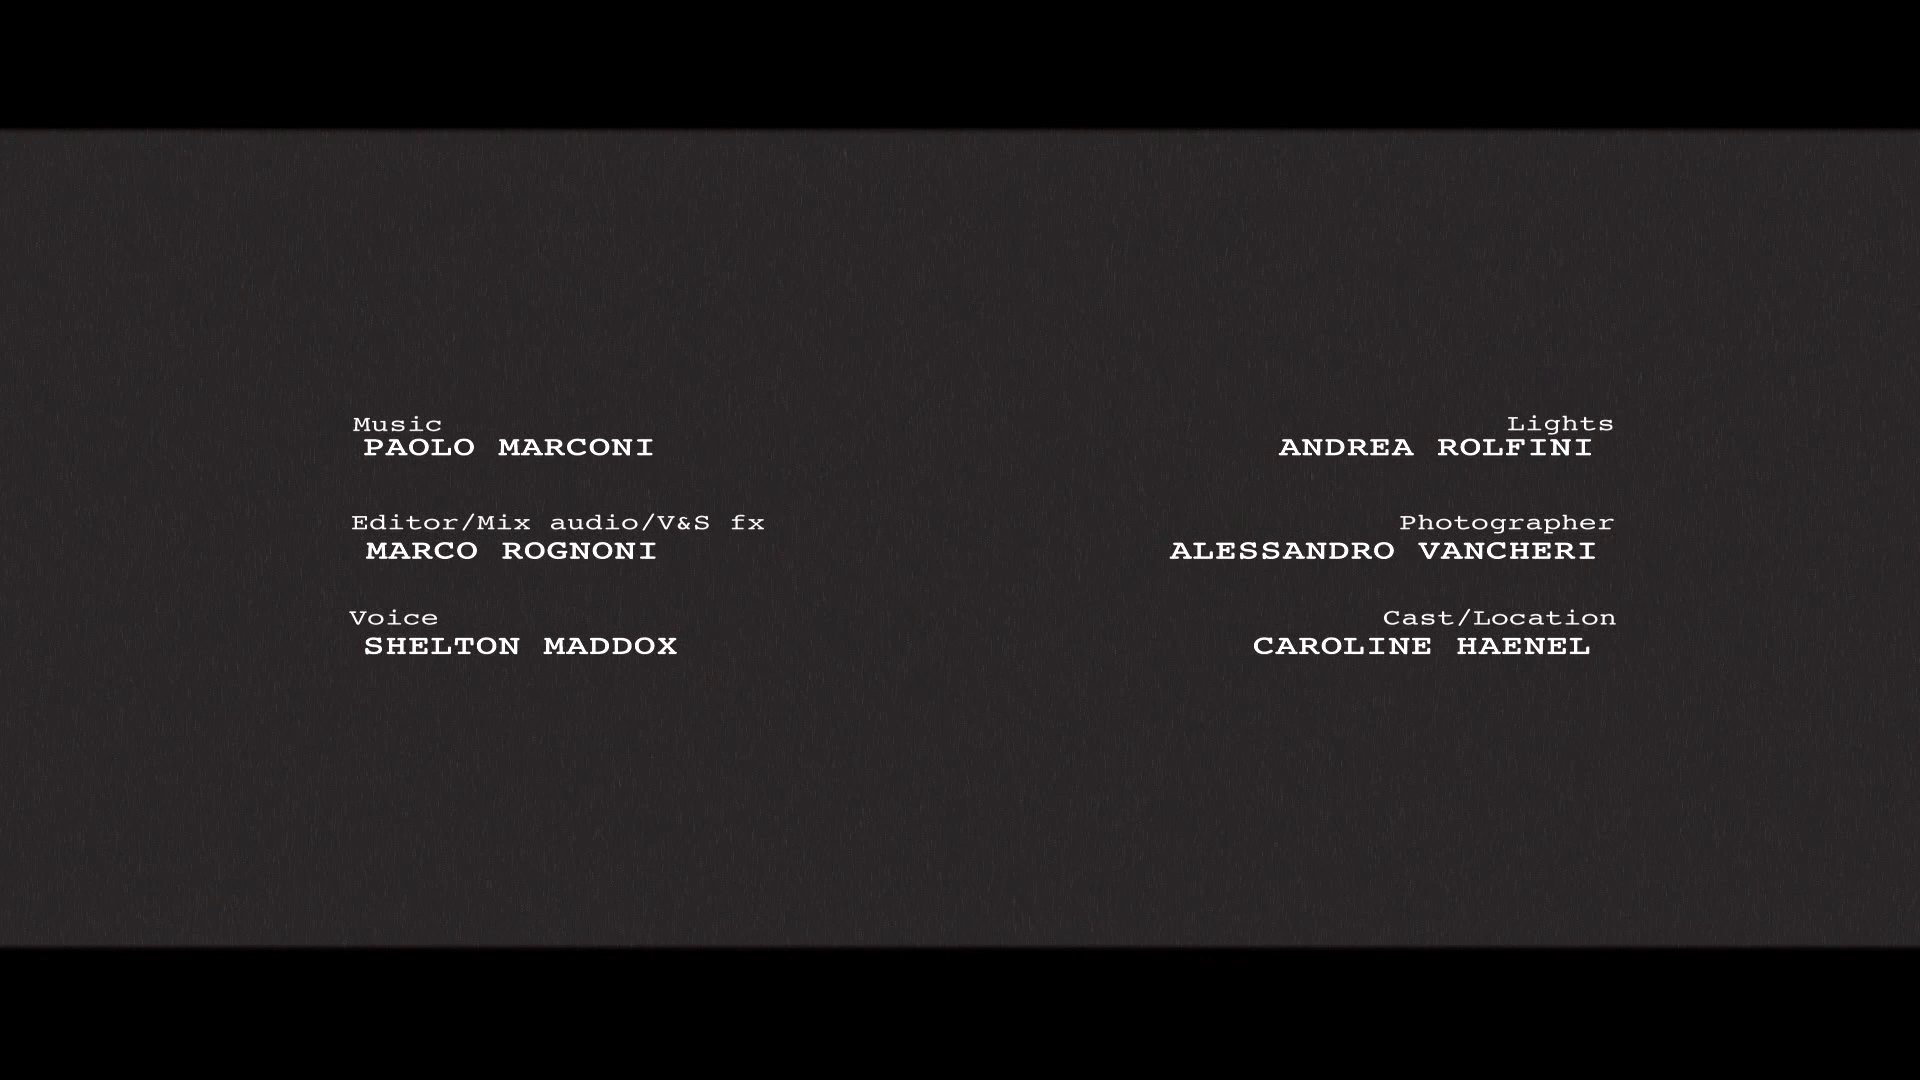 Music
PAOLO MARCONI
Editor/Mix audio/V&S fx
MARCO ROGNONI
Voice
SHELTON MADDOX
Lights
ANDREA ROLFINI
Photographer
ALESSANDRO VANCHERI
Cast/Location
CAROLINE HAENEL